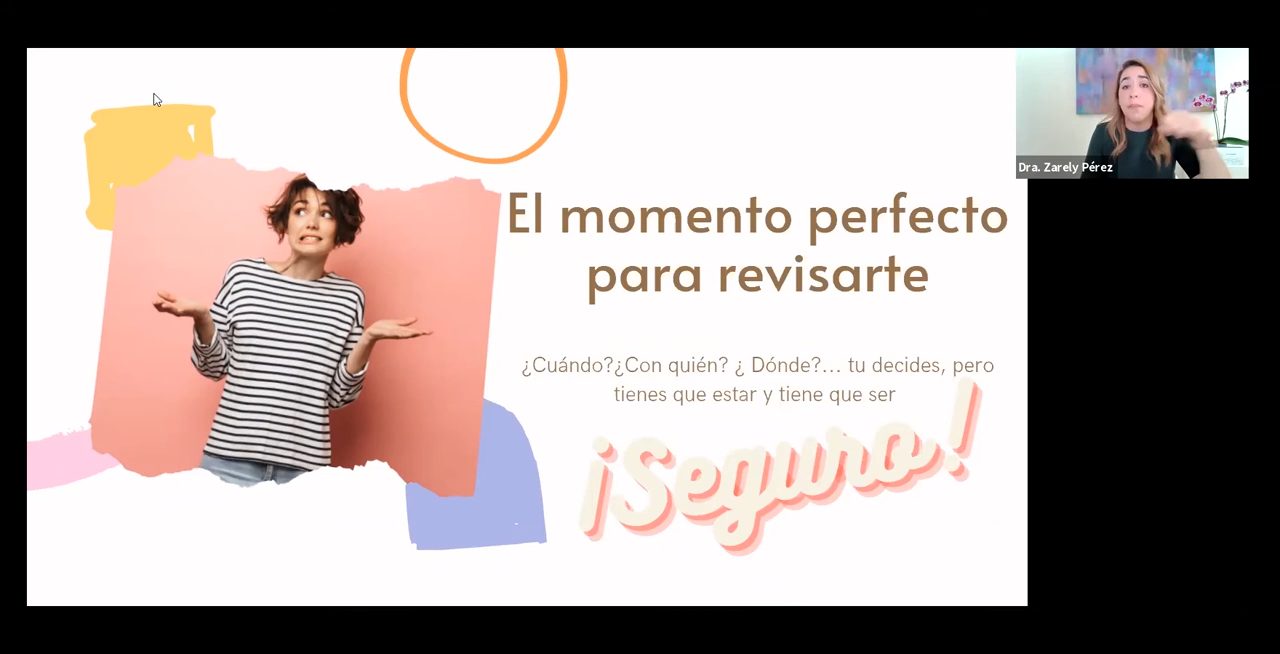 El momento perfecto
para revisarte
¿Cuándo?¿Con quién? ¿ Dónde?... tu decides, pero
tienes que estar y tiene que ser
¡Seguro!
Dra. Zarely Pérez